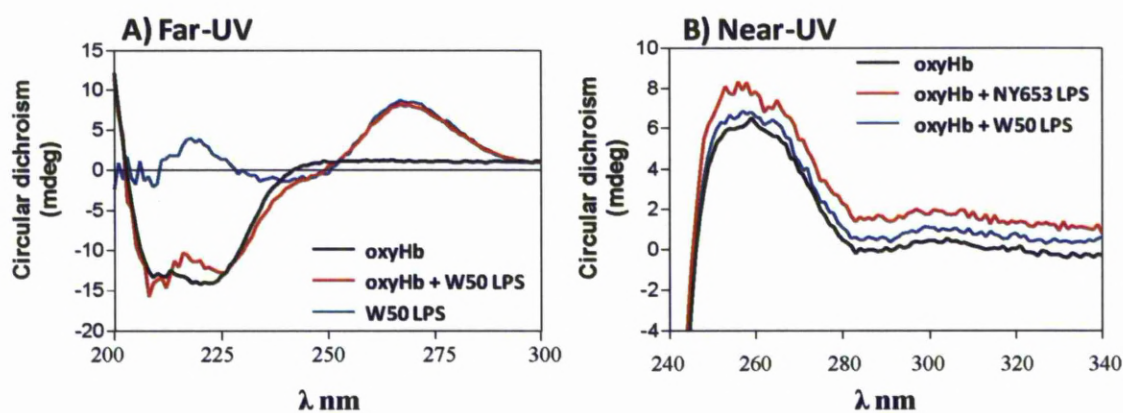 A) Far-UV
Circular dichroism
(mdeg)
15
10
5
0
-5
-10
-15
-20
oxyHb
oxyHb + W50 LPS
W50 LPS
200
225
250
275
300
λ nm
B) Near-UV
Circular dichroism
(mdeg)
10
8
6
4
2
0
-2
-4
oxyHb
oxyHb + NY653 LPS
oxyHb + W50 LPS
240
260
280
300
320
340
λ nm